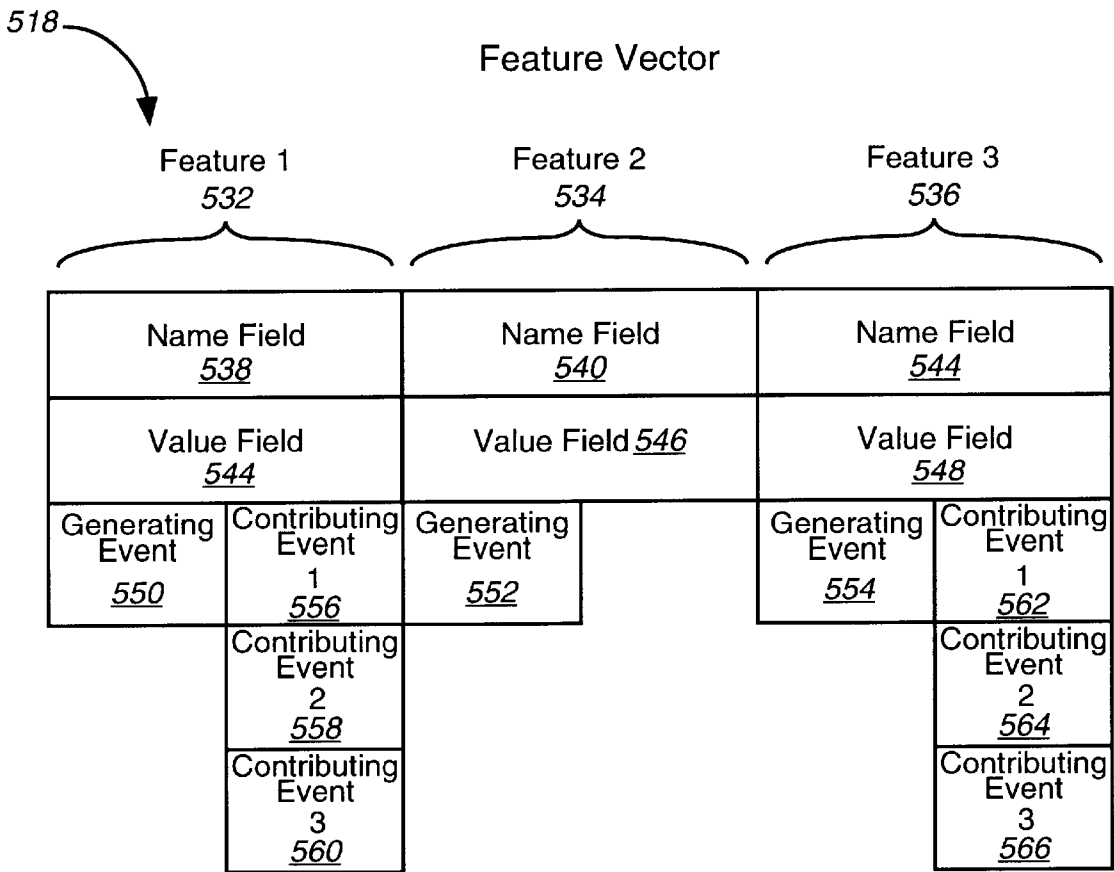 518
Feature Vector
Feature 1
532
Feature 2
534
Feature 3
536
Name Field
538
Name Field
540
Name Field
544
Value Field
544
Value Field 546
Value Field
548
Generating
Event
550
Contributing
Event
1
556
Generating
Event
552
Generating
Event
554
Contributing
Event
1
562
Contributing
Event
2
558
Contributing
Event
2
564
Contributing
Event
3
560
Contributing
Event
3
566